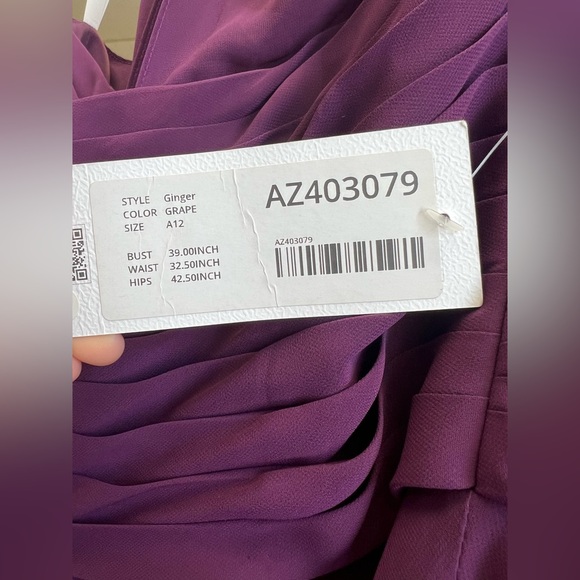 STYLE Ginger
COLOR GRAPE
SIZE A12
BUST 39.00INCH
WAIST 32.50INCH
HIPS 42.50INCH
AZ403079
AZ403079